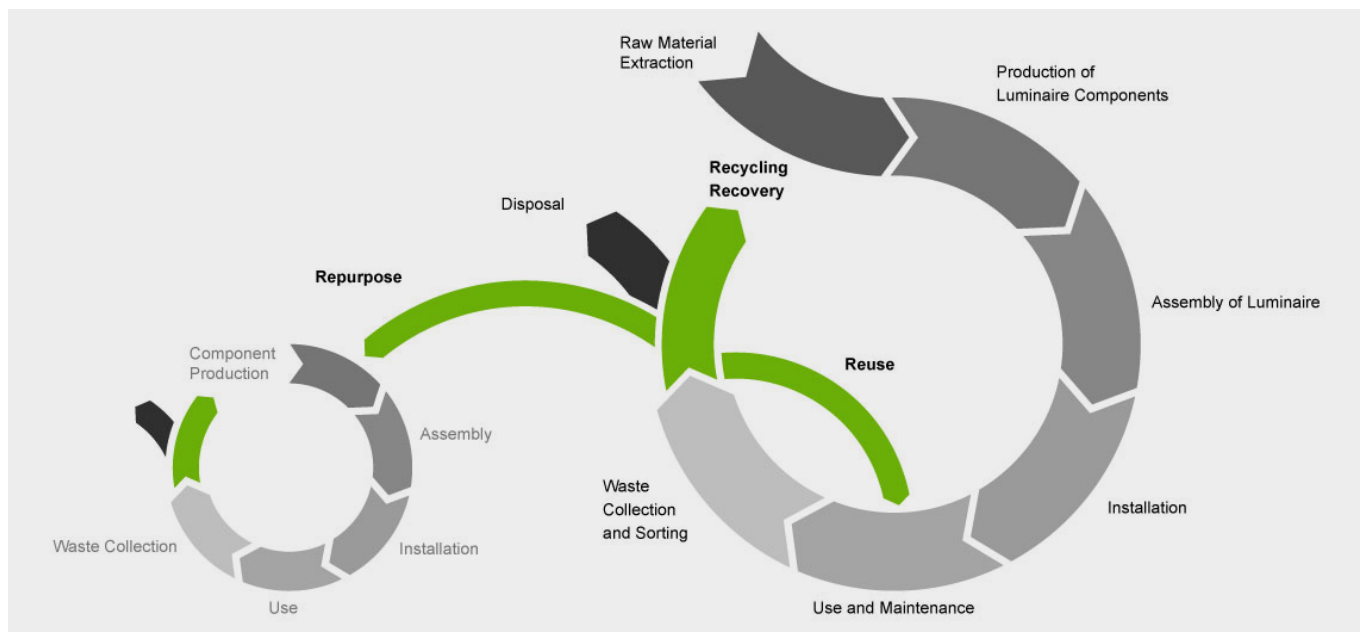 Raw Material
Extraction
Production of
Luminaire Components
Recycling
Recovery
Disposal
Repurpose
Assembly of Luminaire
Component
Production
Reuse
Assembly
Waste
Collection
and Sorting
Installation
Waste Collection
Installation
Use
Use and Maintenance